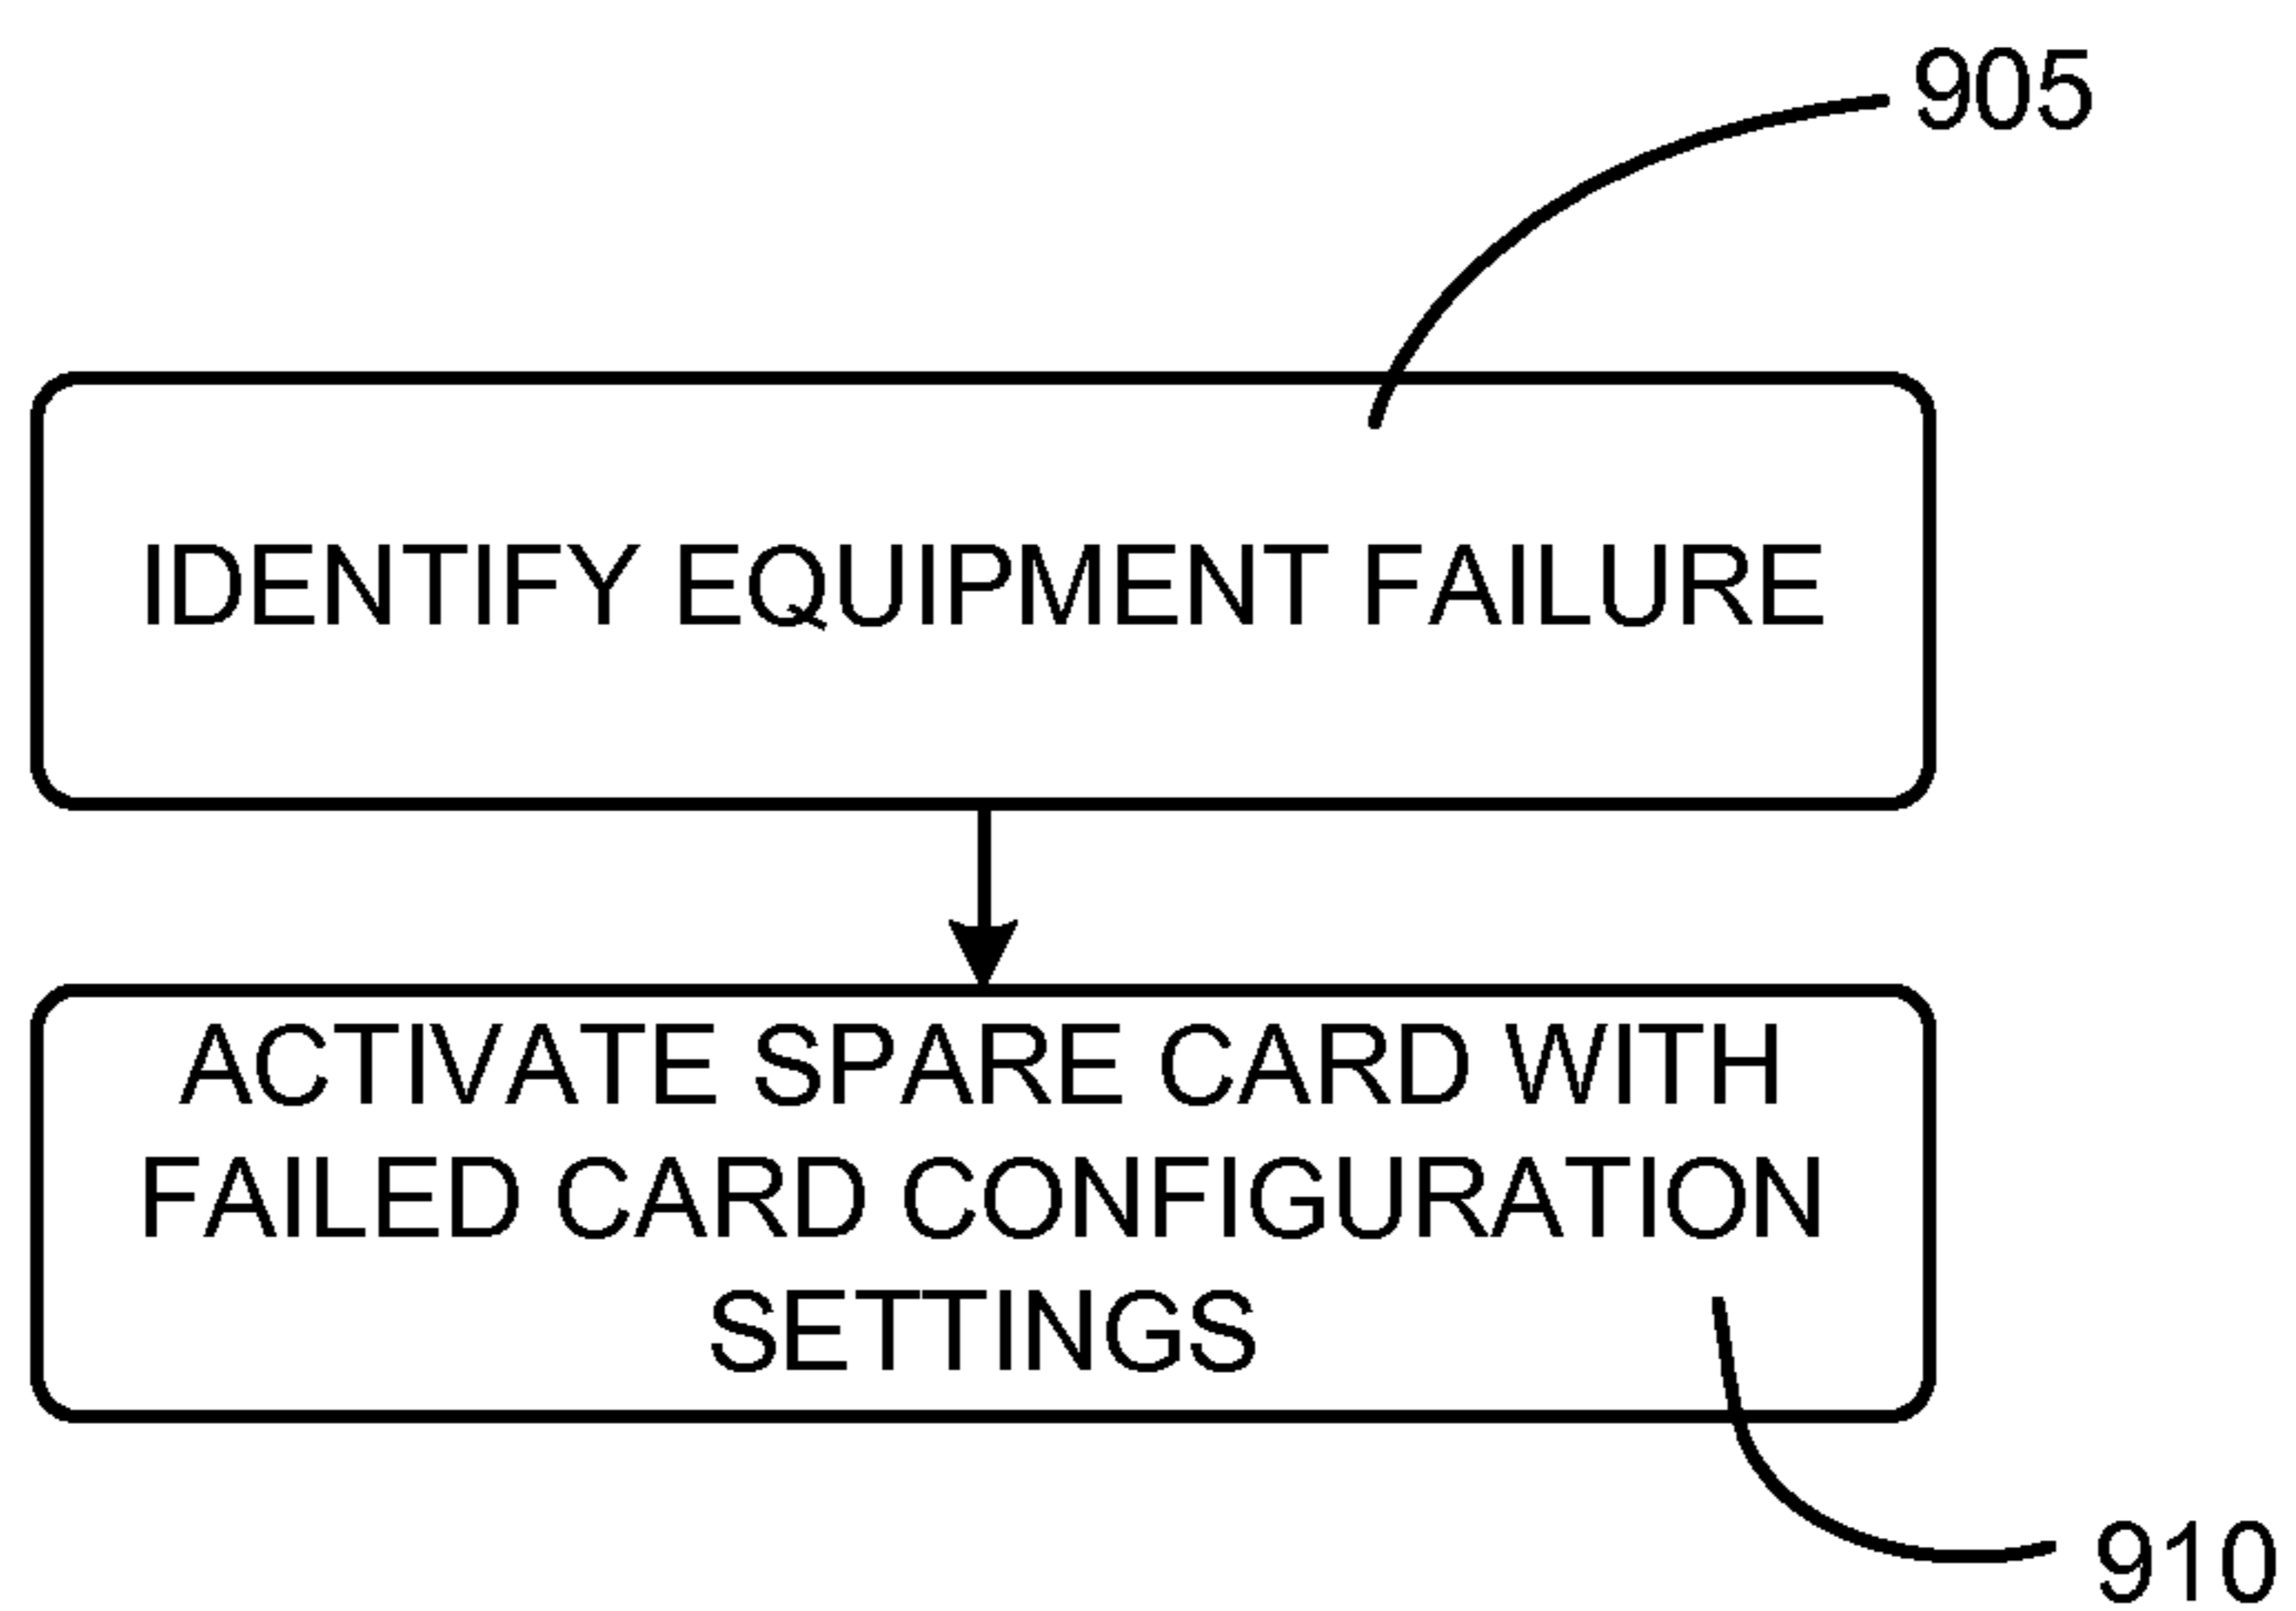 905
IDENTIFY EQUIPMENT FAILURE
ACTIVATE SPARE CARD WITH
FAILED CARD CONFIGURATION
SETTINGS
910